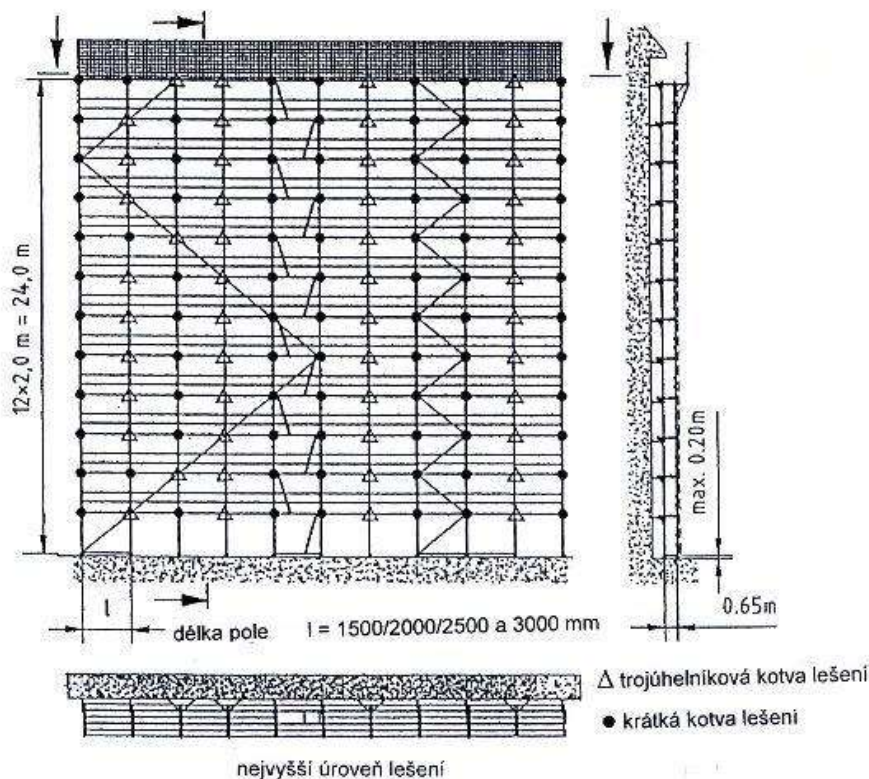 12×2,0 m = 24,0 m
max. 0.20m
0.65m
l
délka pole l = 1500/2000/2500 a 3000 mm
△ trojúhelníková kotva lešení
● krátká kotva lešení
nejvyšší úroveň lešení